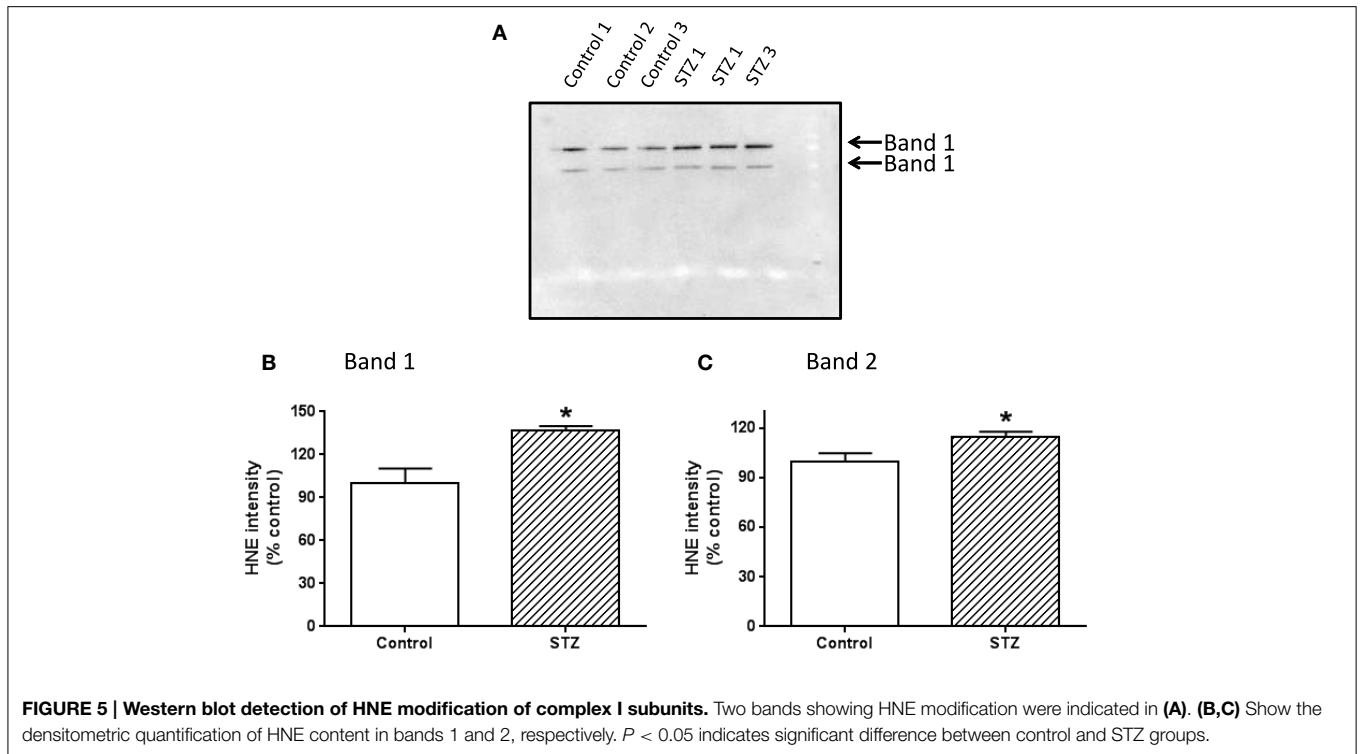 A
Control 1
Control 2
Control 3
STZ 1
STZ 1
STZ 3
Band 1
Band 1
B
Band 1
150
120
90
60
30
0
HNE intensity
(% control)
*
Control
STZ
C
Band 2
120
90
60
30
0
HNE intensity
(% control)
*
Control
STZ
FIGURE 5 | Western blot detection of HNE modification of complex I subunits. Two bands showing HNE modification were indicated in (A). (B,C) Show the
densitometric quantification of HNE content in bands 1 and 2, respectively. P < 0.05 indicates significant difference between control and STZ groups.